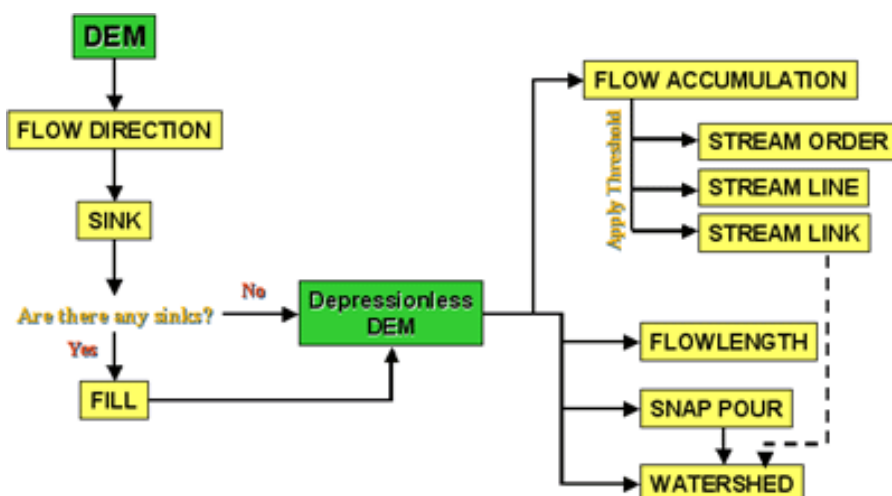 DEM
FLOW DIRECTION
SINK
Are there any sinks?
No
Yes
FILL
Depressionless
DEM
FLOW ACCUMULATION
Apply Threshold
STREAM ORDER
STREAM LINE
STREAM LINK
FLOWLENGTH
SNAP POUR
WATERSHED